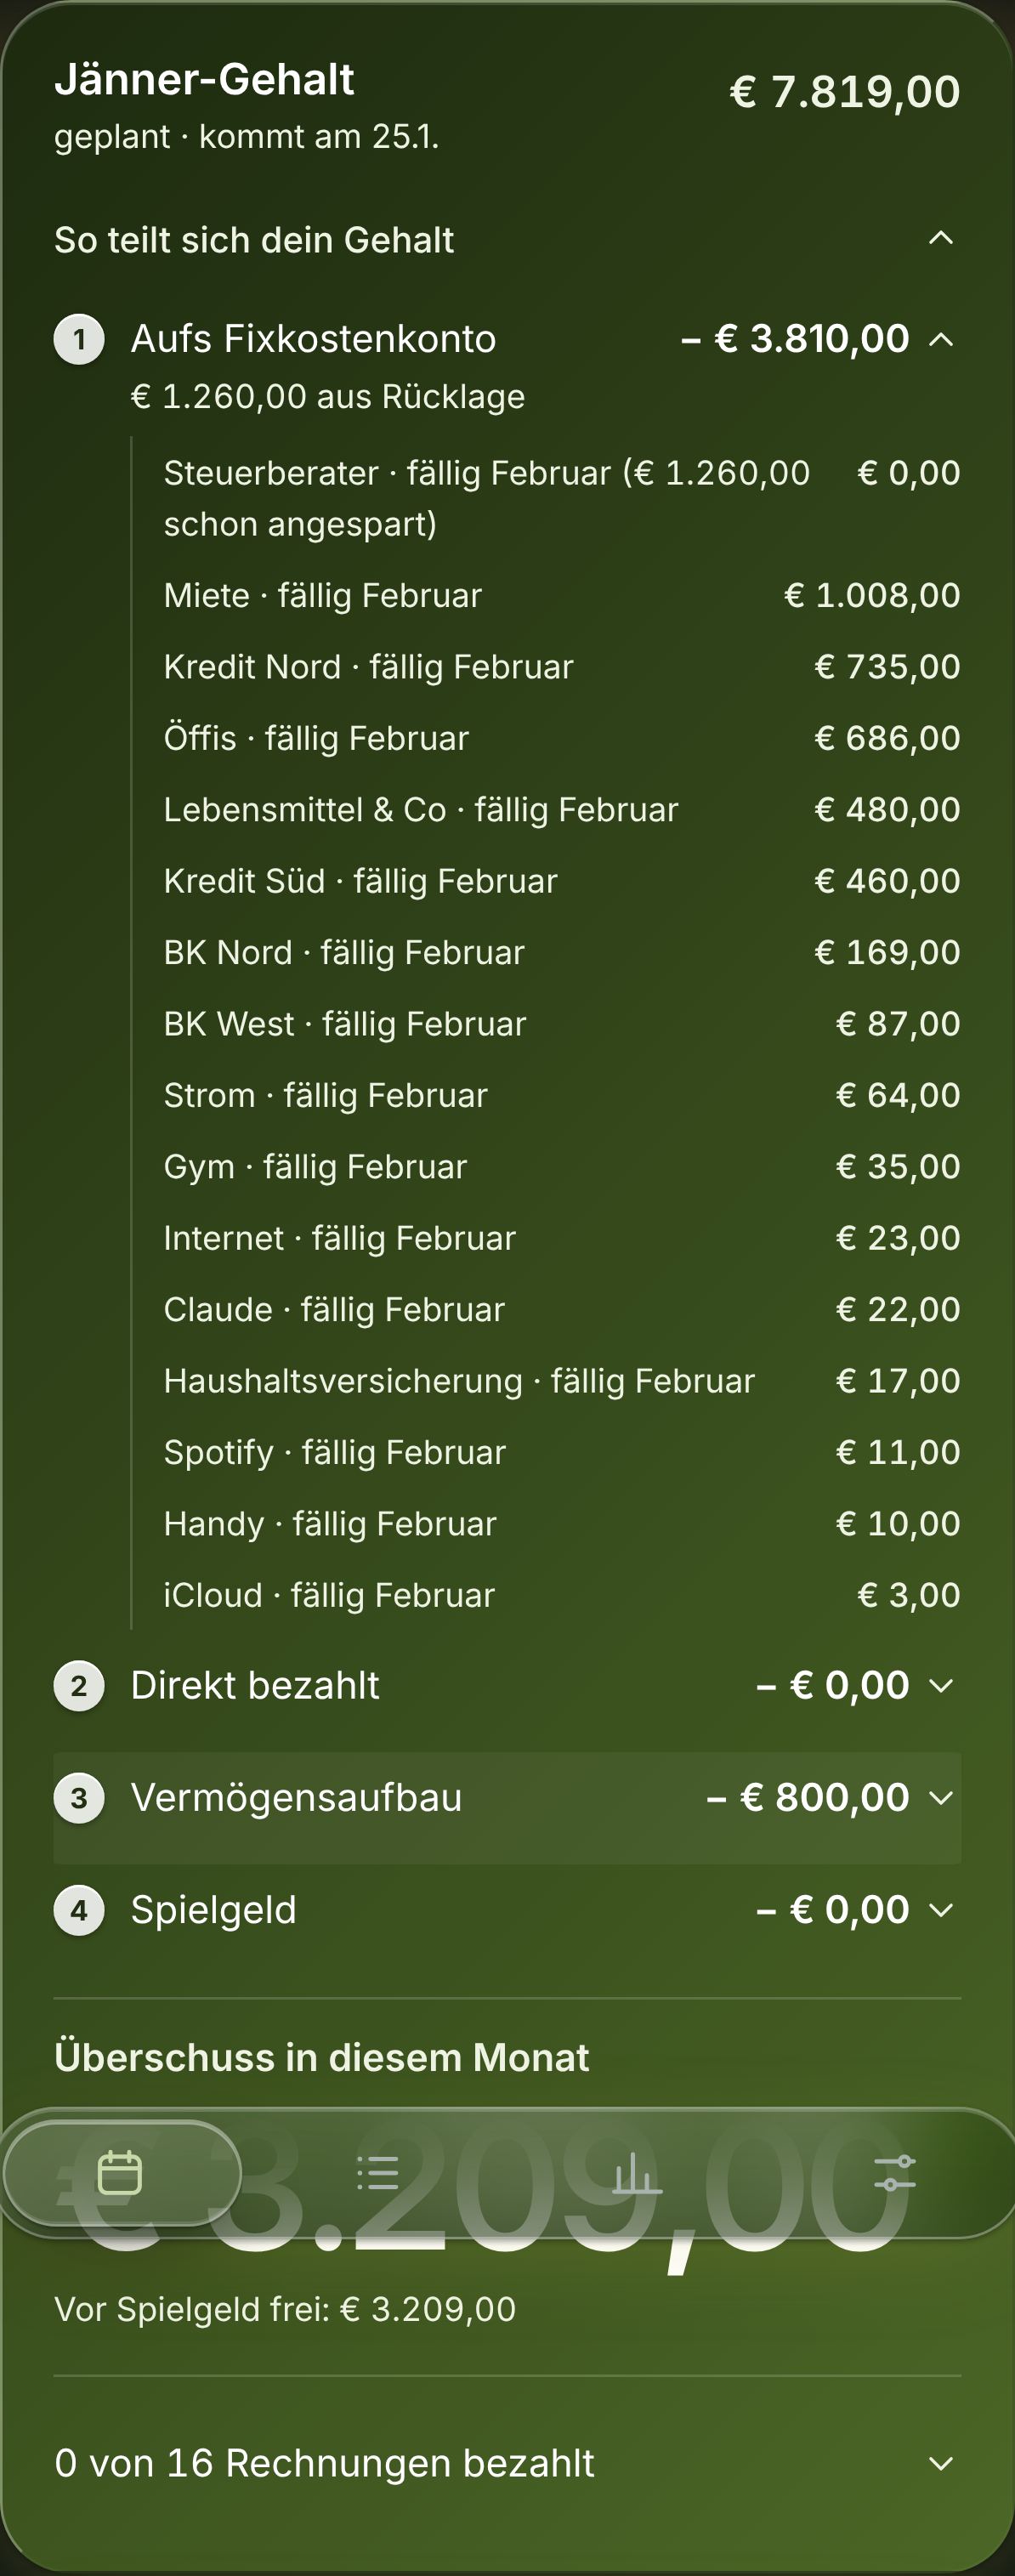 Jänner-Gehalt
€ 7.819,00
geplant · kommt am 25.1.
So teilt sich dein Gehalt
1 Aufs Fixkostenkonto – € 3.810,00
€ 1.260,00 aus Rücklage
Steuerberater · fällig Februar (€ 1.260,00 € 0,00
schon angespart)
Miete · fällig Februar € 1.008,00
Kredit Nord · fällig Februar € 735,00
Öffis · fällig Februar € 686,00
Lebensmittel & Co · fällig Februar € 480,00
Kredit Süd · fällig Februar € 460,00
BK Nord · fällig Februar € 169,00
BK West · fällig Februar € 87,00
Strom · fällig Februar € 64,00
Gym · fällig Februar € 35,00
Internet · fällig Februar € 23,00
Claude · fällig Februar € 22,00
Haushaltsversicherung · fällig Februar € 17,00
Spotify · fällig Februar € 11,00
Handy · fällig Februar € 10,00
iCloud · fällig Februar € 3,00
2 Direkt bezahlt – € 0,00
3 Vermögensaufbau – € 800,00
4 Spielgeld – € 0,00
Überschuss in diesem Monat
€ 3.209,00
Vor Spielgeld frei: € 3.209,00
0 von 16 Rechnungen bezahlt